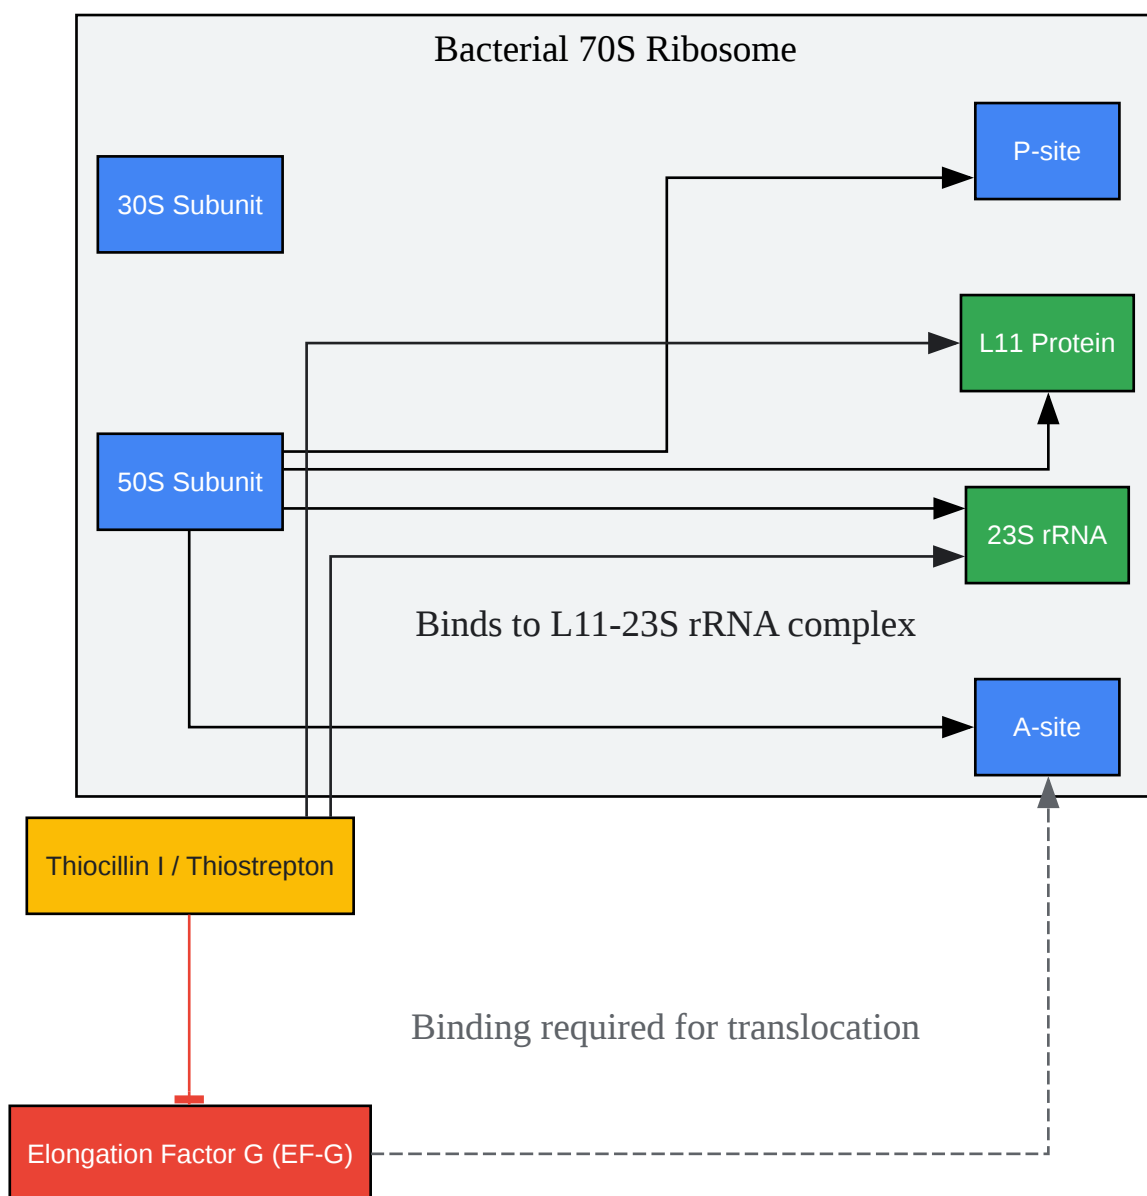 Bacterial 70S Ribosome
P-site
30S Subunit
L11 Protein
50S Subunit
23S rRNA
Binds to L11-23S rRNA complex
A-site
Thiocillin I / Thiostrepton
Binding required for translocation
Elongation Factor G (EF-G)